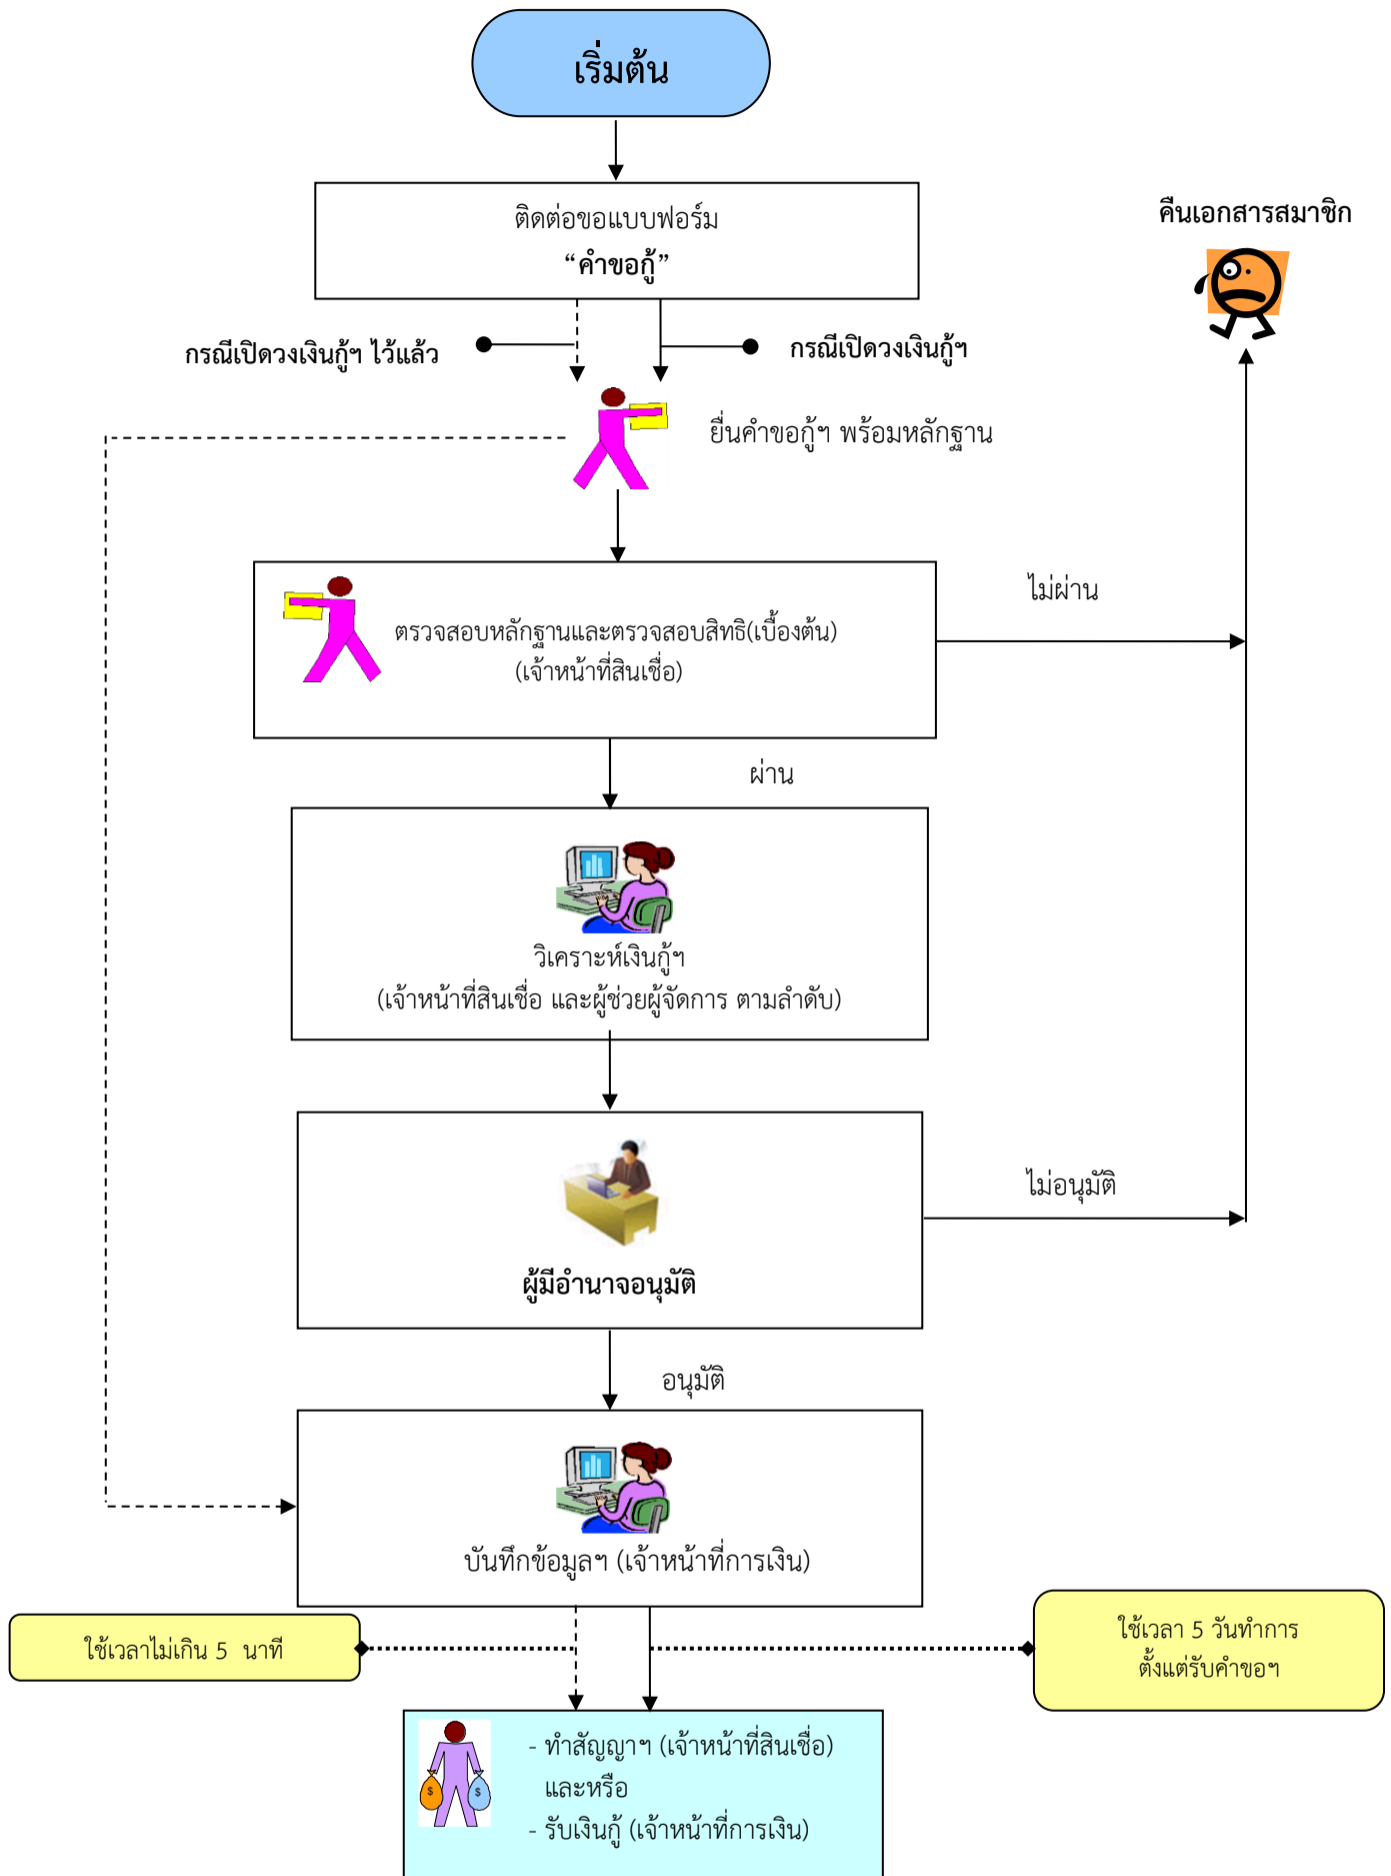 เริ่มต้น
ติดต่อขอแบบฟอร์ม
“คำขอกู้”
คืนเอกสารสมาชิก
กรณีเปิดวงเงินกู้ฯ ไว้แล้ว
กรณีเปิดวงเงินกู้ฯ
ยื่นคำขอกู้ฯ พร้อมหลักฐาน
ตรวจสอบหลักฐานและตรวจสอบสิทธิ(เบื้องต้น)
(เจ้าหน้าที่สินเชื่อ)
ไม่ผ่าน
ผ่าน
วิเคราะห์เงินกู้ฯ
(เจ้าหน้าที่สินเชื่อ และผู้ช่วยผู้จัดการ ตามลำดับ)
ผู้มีอำนาจอนุมัติ
ไม่อนุมัติ
อนุมัติ
บันทึกข้อมูลฯ (เจ้าหน้าที่การเงิน)
ใช้เวลาไม่เกิน 5 นาที
ใช้เวลา 5 วันทำการ
ตั้งแต่รับคำขอฯ
- ทำสัญญาฯ (เจ้าหน้าที่สินเชื่อ)
และหรือ
- รับเงินกู้ (เจ้าหน้าที่การเงิน)
$ $